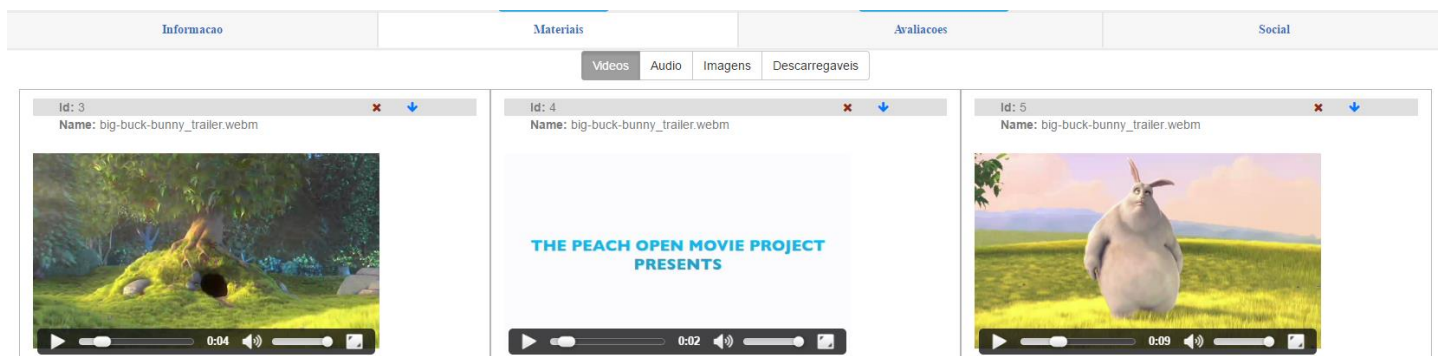 Informacao
Materiais
Avaliacoes
Social
Videos
Audio
Imagens
Descarregaveis
Id: 3
Name: big-buck-bunny_trailer.webm
THE PEACH OPEN MOVIE PROJECT
PRESENTS
0:04
Id: 4
Name: big-buck-bunny_trailer.webm
0:02
Id: 5
Name: big-buck-bunny_trailer.webm
0:09